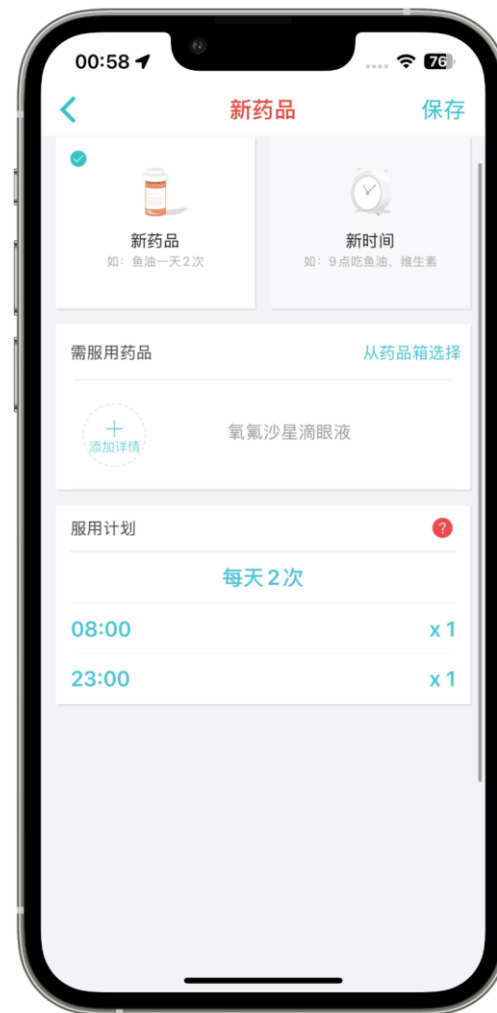 00:58
76
新药品
保存
新药品
如：鱼油一天2次
新时间
如：9点吃鱼油、维生素
需服用药品
从药品箱选择
添加详情
氧氟沙星滴眼液
服用计划
?
每天2次
08:00
x 1
23:00
x 1